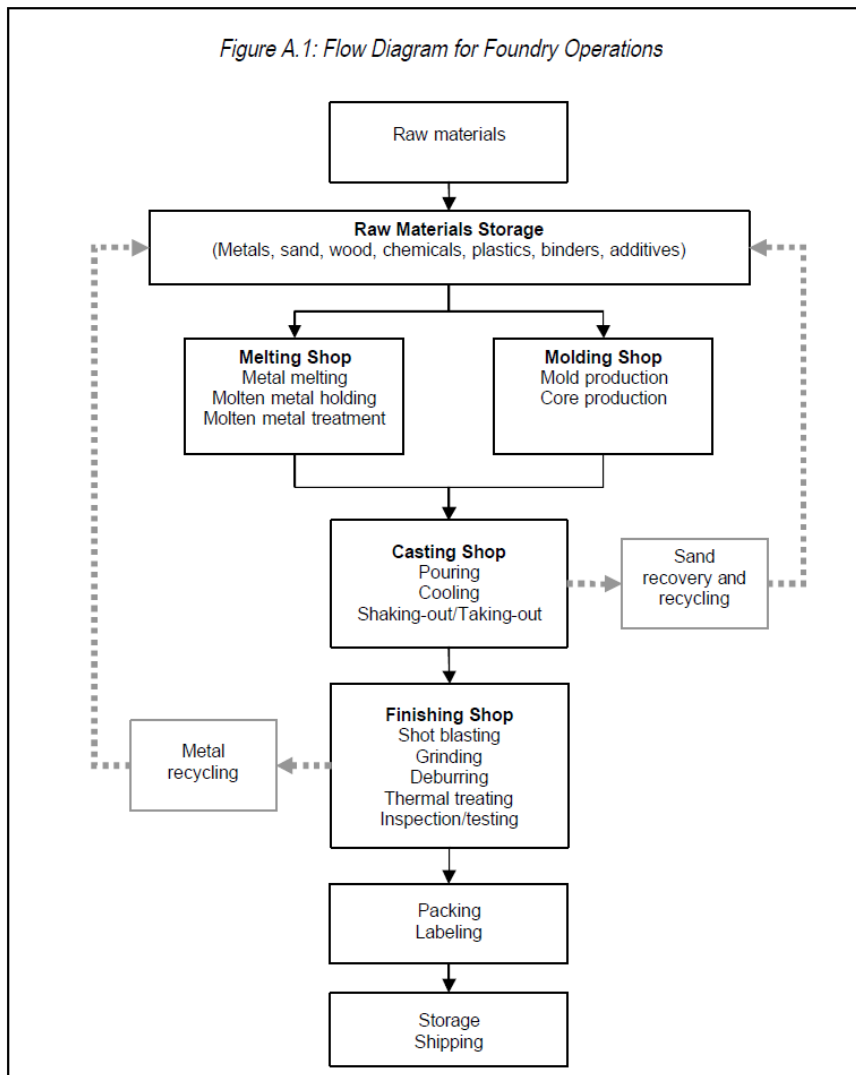 Figure A.1: Flow Diagram for Foundry Operations
Raw materials
Raw Materials Storage
(Metals, sand, wood, chemicals, plastics, binders, additives)
Melting Shop
Metal melting
Molten metal holding
Molten metal treatment
Molding Shop
Mold production
Core production
Casting Shop
Pouring
Cooling
Shaking-out/Taking-out
Sand
recovery and
recycling
Finishing Shop
Shot blasting
Grinding
Deburring
Thermal treating
Inspection/testing
Metal
recycling
Packing
Labeling
Storage
Shipping